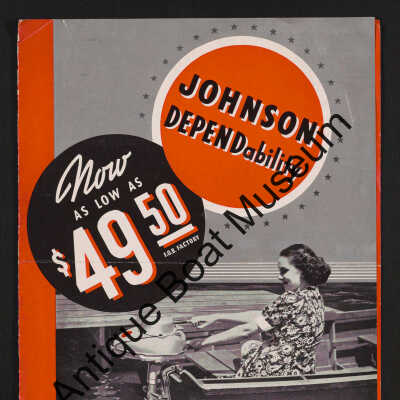 JOHNSON
DEPENDability
Now
AS LOW AS
$49 50
F.O.B. FACTORY
Antique Boat Museum